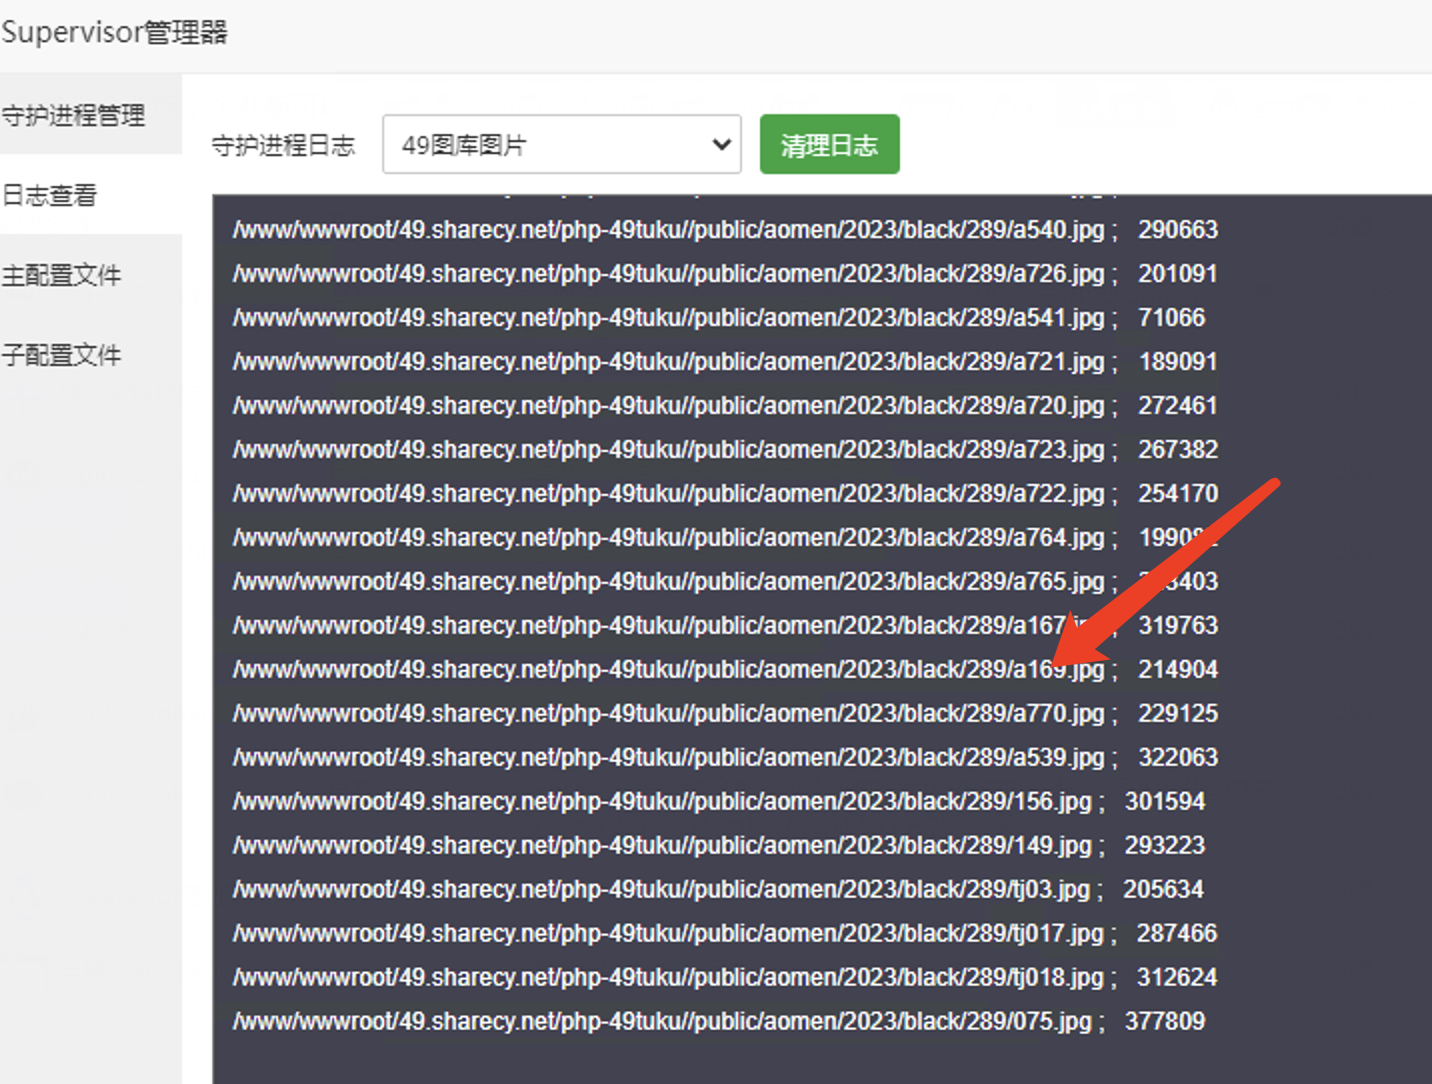 Supervisor管理器
守护进程管理
日志查看
主配置文件
子配置文件
守护进程日志
49图库图片
清理日志
/www/wwwroot/49.sharecy.net/php-49tuku//public/aomen/2023/black/289/a540.jpg ; 290663
/www/wwwroot/49.sharecy.net/php-49tuku//public/aomen/2023/black/289/a726.jpg ; 201091
/www/wwwroot/49.sharecy.net/php-49tuku//public/aomen/2023/black/289/a541.jpg ; 71066
/www/wwwroot/49.sharecy.net/php-49tuku//public/aomen/2023/black/289/a721.jpg ; 189091
/www/wwwroot/49.sharecy.net/php-49tuku//public/aomen/2023/black/289/a720.jpg ; 272461
/www/wwwroot/49.sharecy.net/php-49tuku//public/aomen/2023/black/289/a723.jpg ; 267382
/www/wwwroot/49.sharecy.net/php-49tuku//public/aomen/2023/black/289/a722.jpg ; 254170
/www/wwwroot/49.sharecy.net/php-49tuku//public/aomen/2023/black/289/a764.jpg ;
/www/wwwroot/49.sharecy.net/php-49tuku//public/aomen/2023/black/289/a765.jpg ;
/www/wwwroot/49.sharecy.net/php-49tuku//public/aomen/2023/black/289/a167.jpg ; 319763
/www/wwwroot/49.sharecy.net/php-49tuku//public/aomen/2023/black/289/a169.jpg ; 214904
/www/wwwroot/49.sharecy.net/php-49tuku//public/aomen/2023/black/289/a770.jpg ; 229125
/www/wwwroot/49.sharecy.net/php-49tuku//public/aomen/2023/black/289/a539.jpg ; 322063
/www/wwwroot/49.sharecy.net/php-49tuku//public/aomen/2023/black/289/156.jpg ; 301594
/www/wwwroot/49.sharecy.net/php-49tuku//public/aomen/2023/black/289/149.jpg ; 293223
/www/wwwroot/49.sharecy.net/php-49tuku//public/aomen/2023/black/289/tj03.jpg ; 205634
/www/wwwroot/49.sharecy.net/php-49tuku//public/aomen/2023/black/289/tj017.jpg ; 287466
/www/wwwroot/49.sharecy.net/php-49tuku//public/aomen/2023/black/289/tj018.jpg ; 312624
/www/wwwroot/49.sharecy.net/php-49tuku//public/aomen/2023/black/289/075.jpg ; 377809